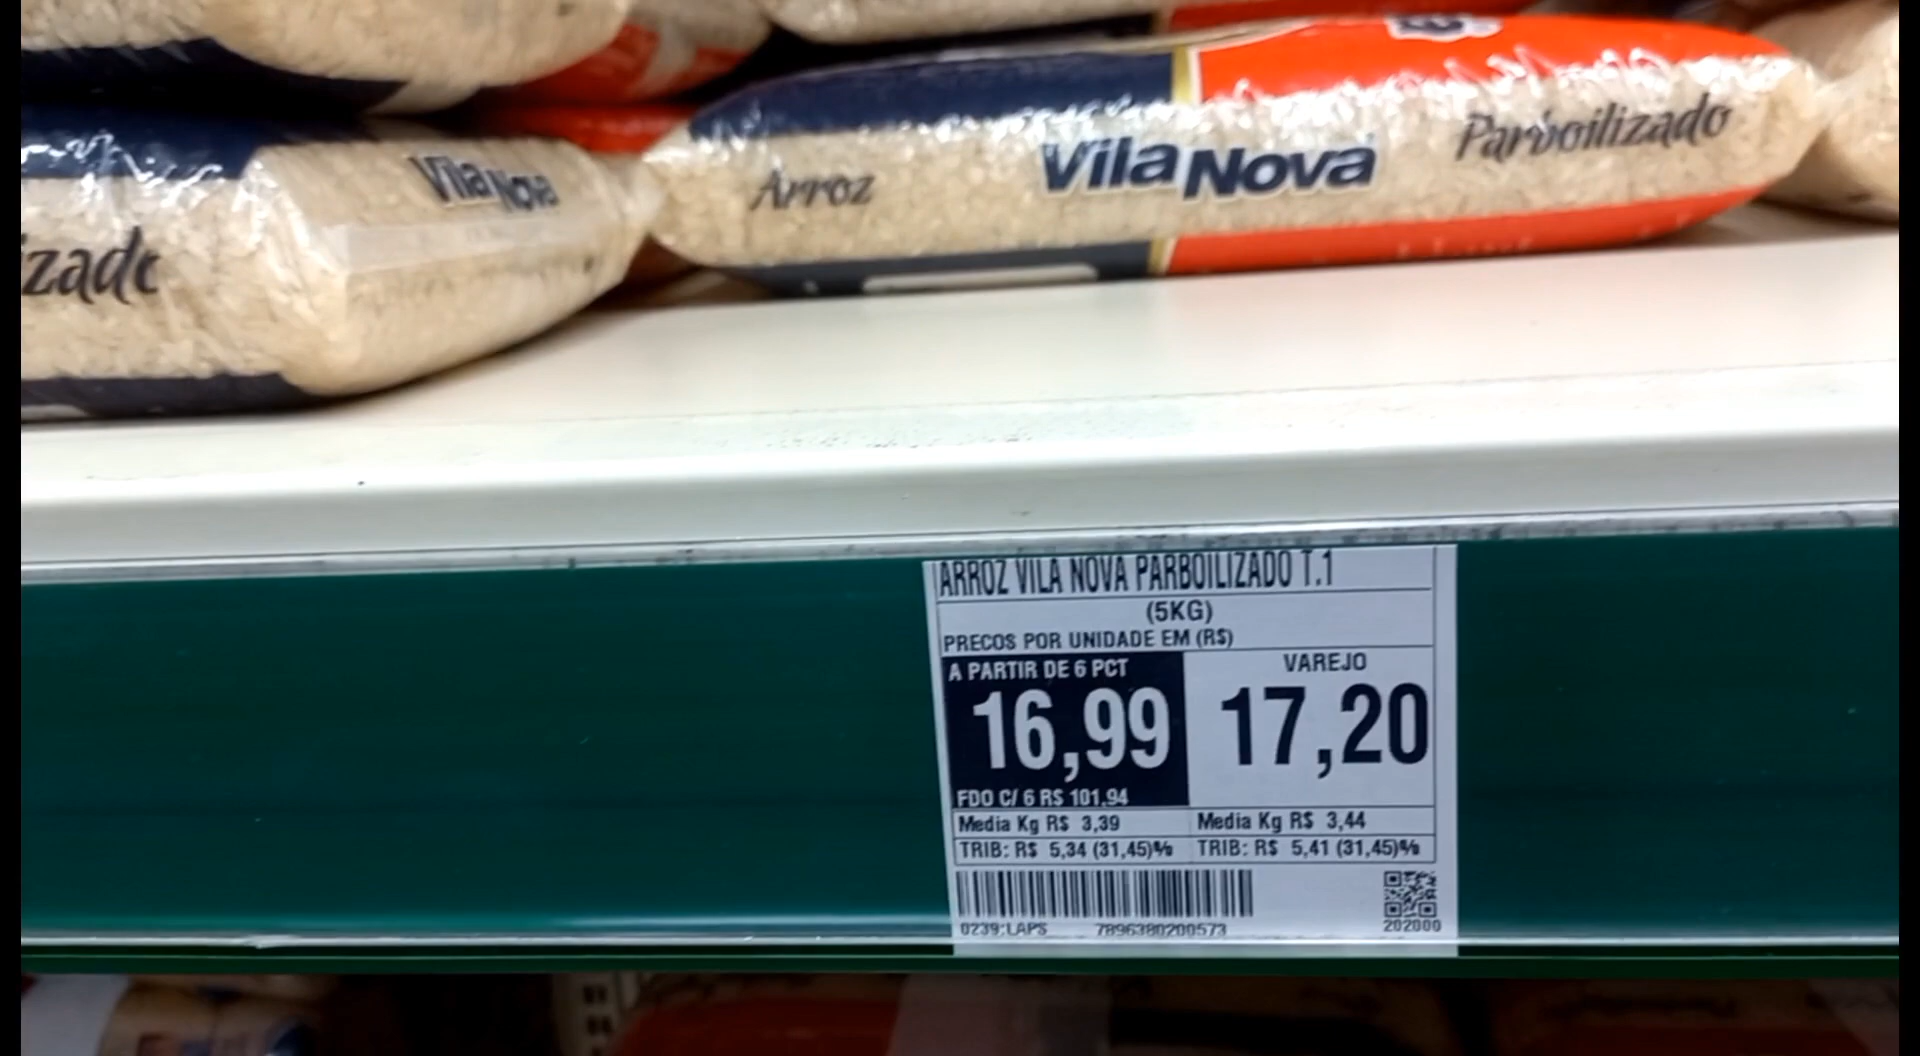 Arroz
Vila Nova
Parboilizado
Vila Nova
zado
ARROZ VILA NOVA PARBOILIZADO T.1
(5KG)
PRECOS POR UNIDADE EM (R$)
A PARTIR DE 6 PCT
16,99
FDO C/ 6 R$ 101,94
Media Kg R$ 3,39
TRIB: R$ 5,34 (31,45)%
VAREJO
17,20
Media Kg R$ 3,44
TRIB: R$ 5,41 (31,45)%
0239:LAPS 7896380200573
202000